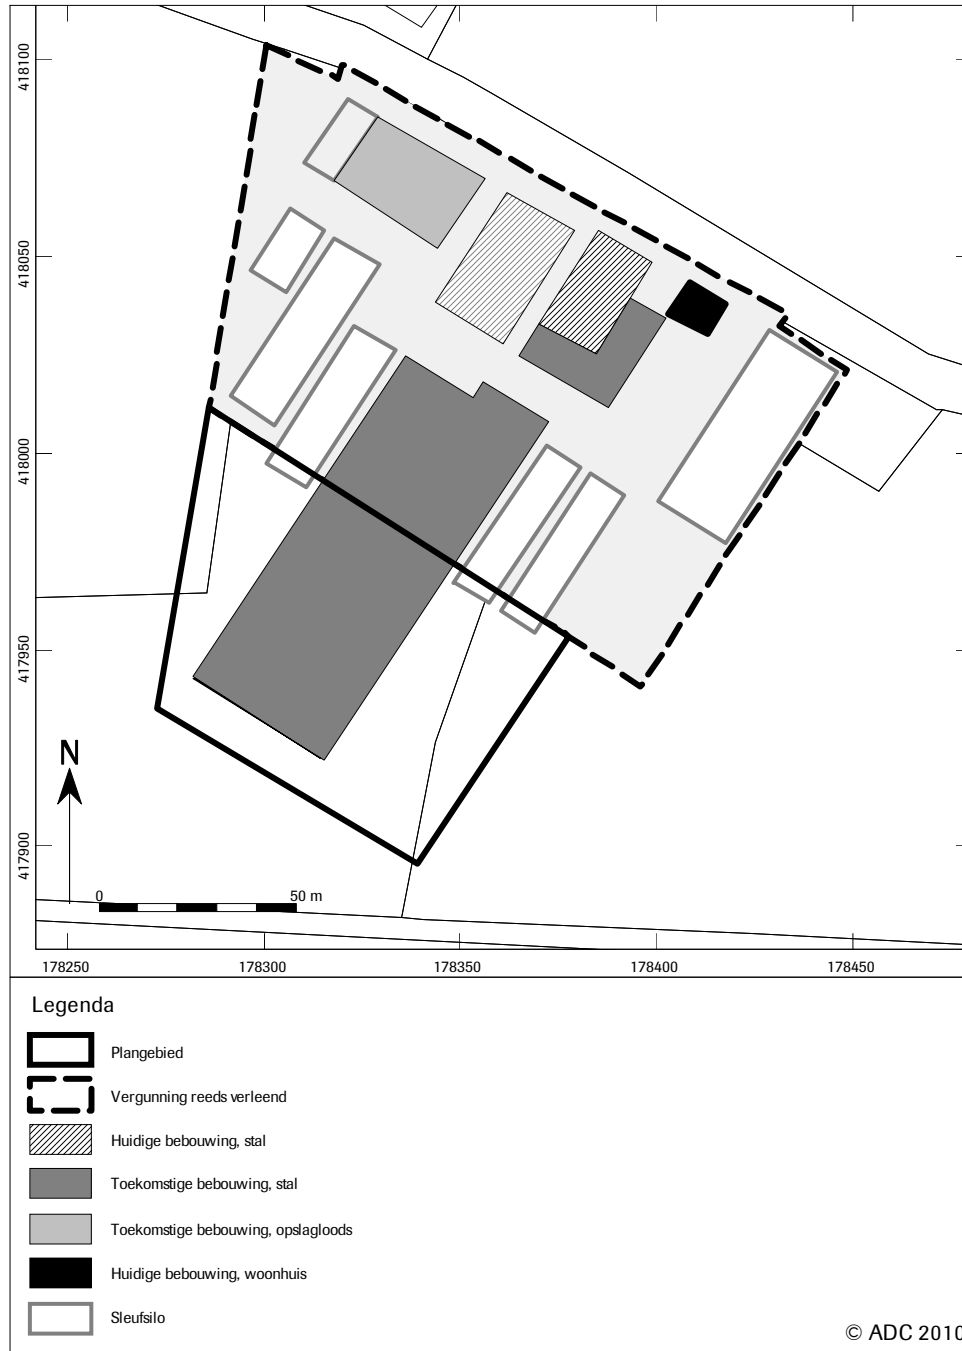 418100
418050
418000
417950
417900
N
0 50 m
178250 178300 178350 178400 178450
Legenda
Plangebied
Vergunning reeds verleend
Huidige bebouwing, stal
Toekomstige bebouwing, stal
Toekomstige bebouwing, opslagloods
Huidige bebouwing, woonhuis
Sleufsilo
© ADC 2010